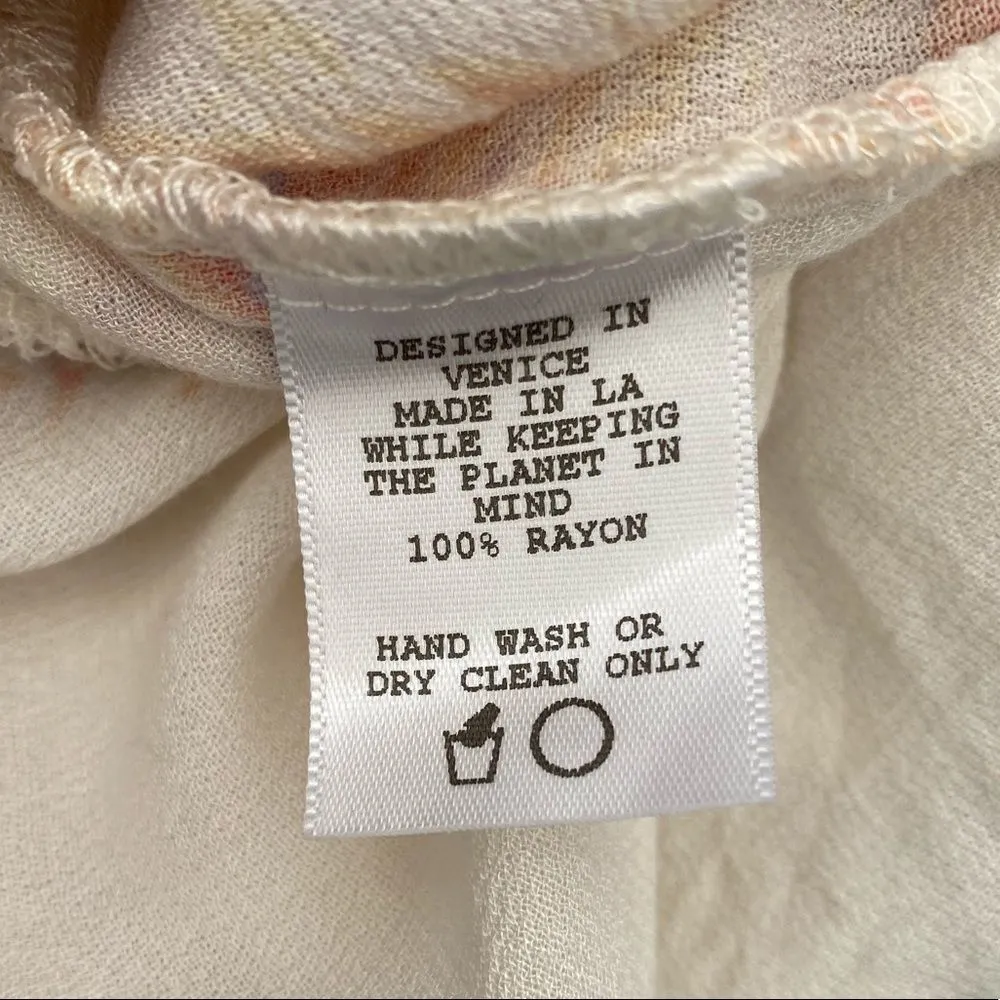 DESIGNED IN
VENICE
MADE IN LA
WHILE KEEPING
THE PLANET IN
MIND
100% RAYON
HAND WASH OR
DRY CLEAN ONLY